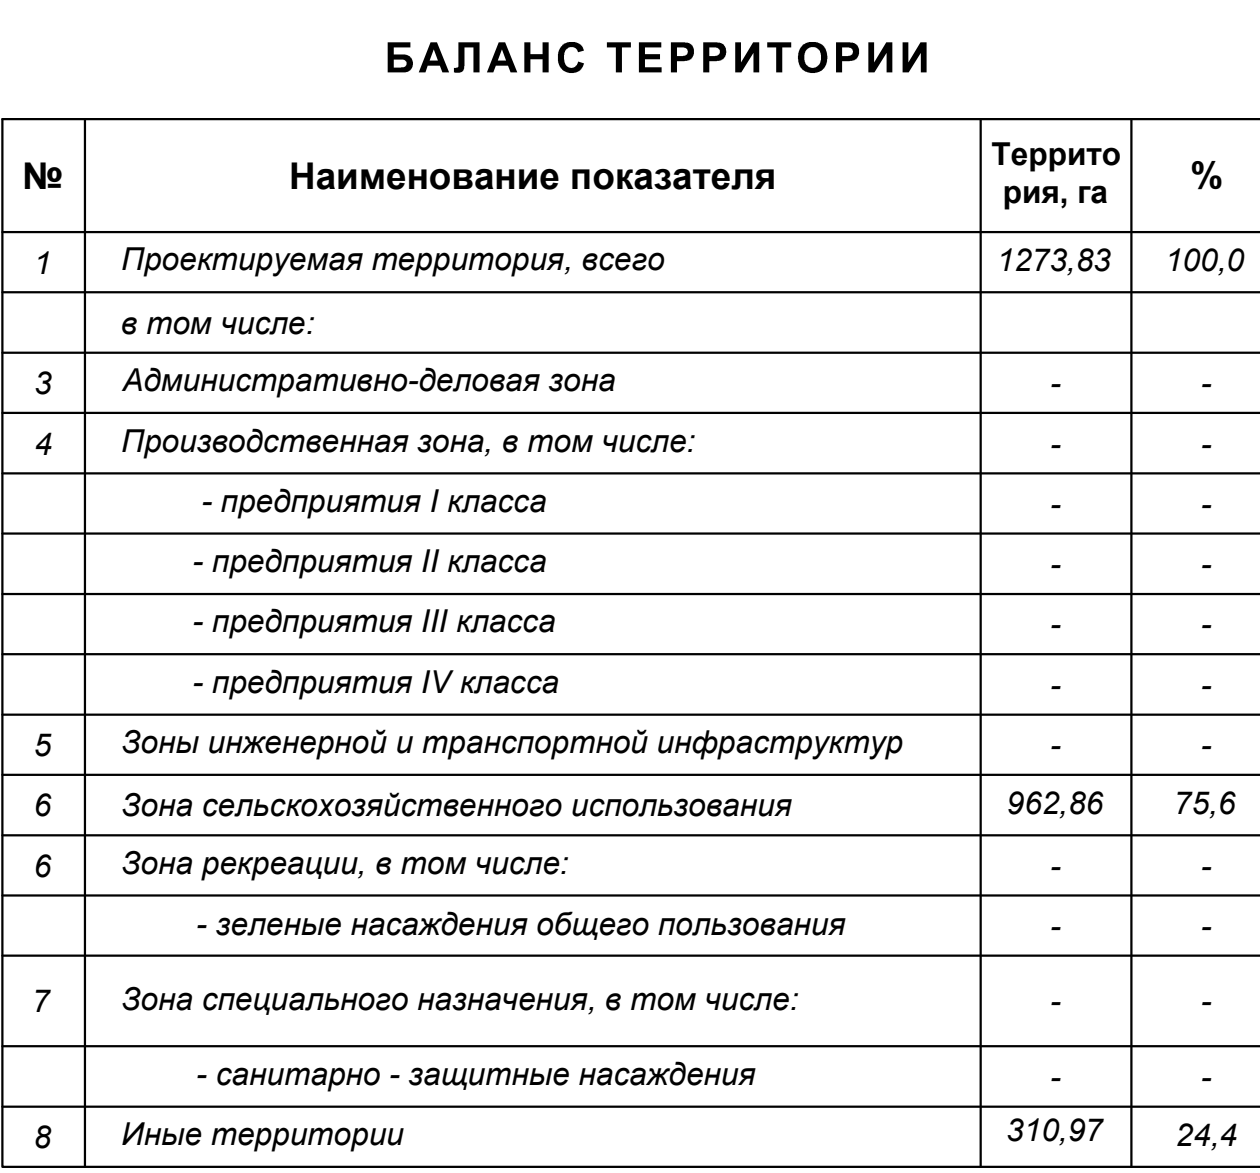 БАЛАНС ТЕРРИТОРИИ
№ Наименование показателя Террито рия, га %
1 Проектируемая территория, всего 1273,83 100,0
в том числе:
3 Административно-деловая зона - -
4 Производственная зона, в том числе: - -
- предприятия I класса - -
- предприятия II класса - -
- предприятия III класса - -
- предприятия IV класса - -
5 Зоны инженерной и транспортной инфраструктур - -
6 Зона сельскохозяйственного использования 962,86 75,6
6 Зона рекреации, в том числе: - -
- зеленые насаждения общего пользования - -
7 Зона специального назначения, в том числе: - -
- санитарно - защитные насаждения - -
8 Иные территории 310,97 24,4